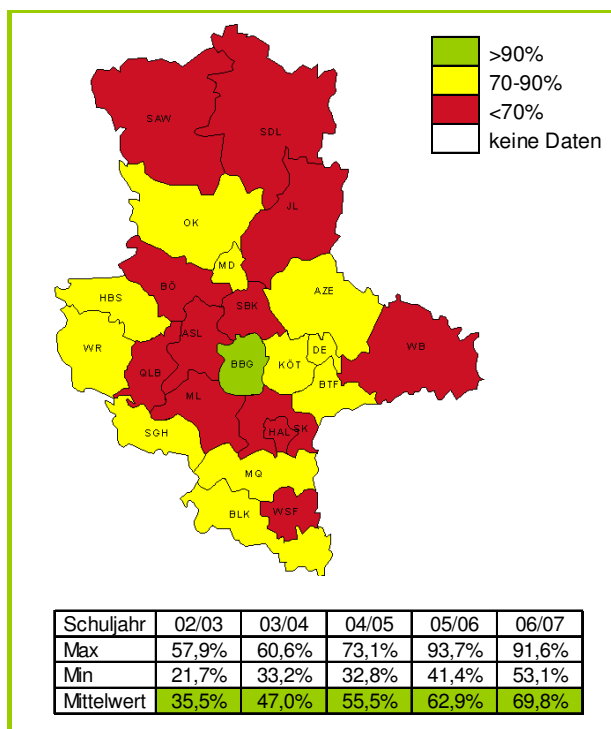 >90%
70-90%
<70%
keine Daten
SAW
SDL
JL
OK
MD
BÖ
HBS
SBK
AZE
ASL
WR
DE
WB
QLB
BBG
KÖT
BTF
ML
SGH
HAL SK
MQ
BLK
WSF
Schuljahr 02/03 03/04 04/05 05/06 06/07
Max 57,9% 60,6% 73,1% 93,7% 91,6%
Min 21,7% 33,2% 32,8% 41,4% 53,1%
Mittelwert 35,5% 47,0% 55,5% 62,9% 69,8%